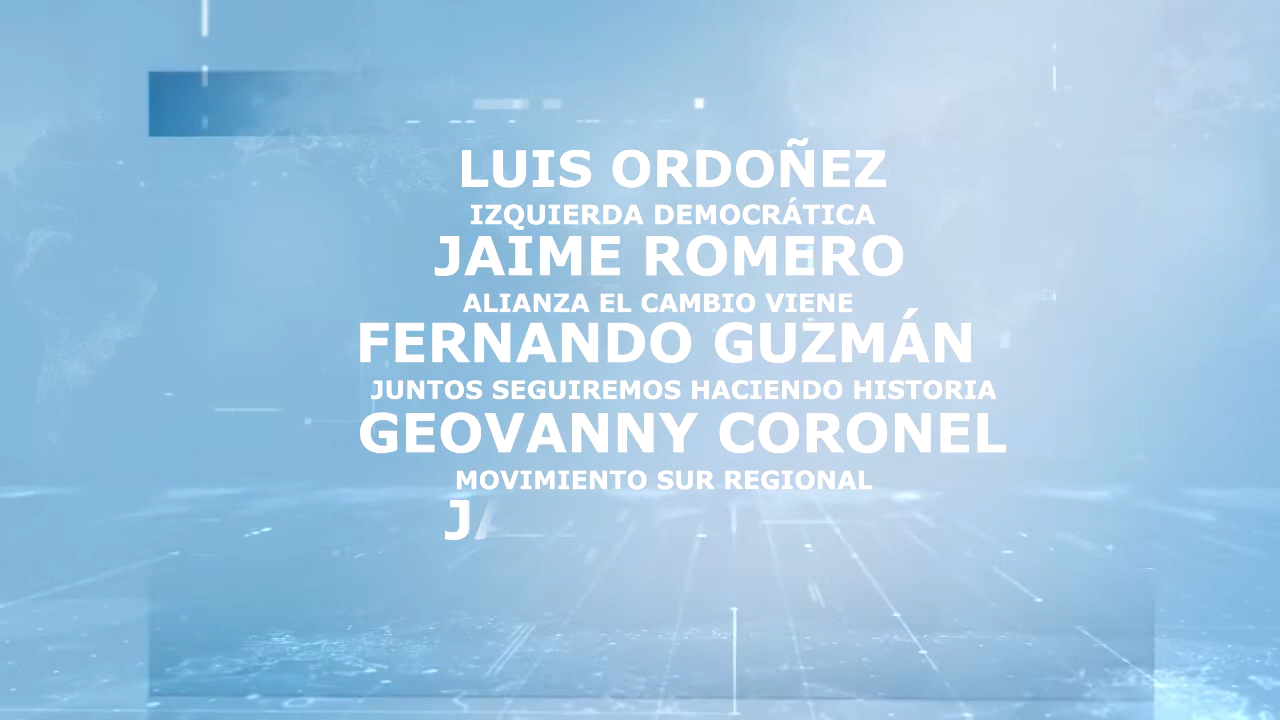 LUIS ORDOÑEZ
IZQUIERDA DEMOCRÁTICA
JAIME ROMERO
ALIANZA EL CAMBIO VIENE
FERNANDO GUZMÁN
JUNTOS SEGUIREMOS HACIENDO HISTORIA
GEOVANNY CORONEL
MOVIMIENTO SUR REGIONAL